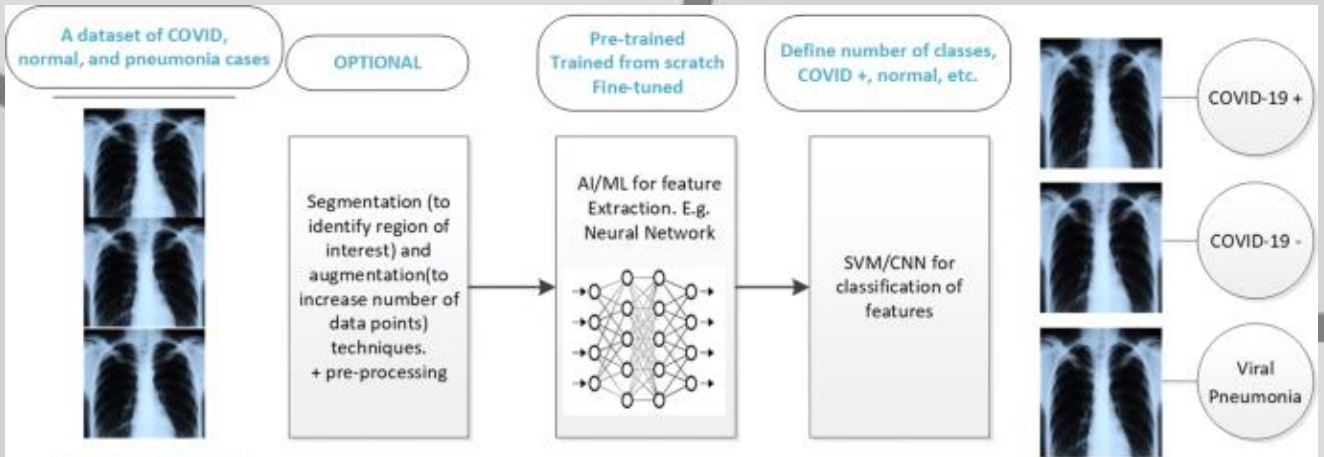 A dataset of COVID,
normal, and pneumonia cases
OPTIONAL
Pre-trained
Trained from scratch
Fine-tuned
Define number of classes,
COVID +, normal, etc.
Segmentation (to
identify region of
interest) and
augmentation(to
increase number of
data points)
techniques.
+ pre-processing
AI/ML for feature
Extraction. E.g.
Neural Network
SVM/CNN for
classification of
features
COVID-19 +
COVID-19 -
Viral
Pneumonia